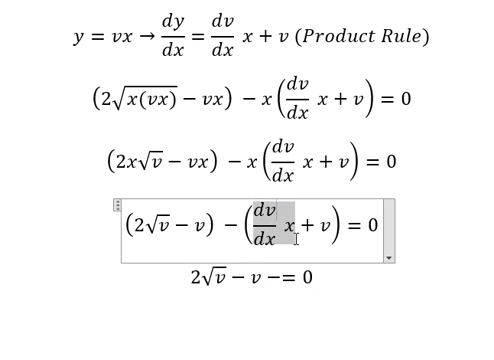 y = vx → dy/dx = dv/dx x + v (Product Rule)
(2√x(vx) − vx) − x(dv/dx x + v) = 0
(2x√v − vx) − x(dv/dx x + v) = 0
(2√v − v) − (dv/dx x + v) = 0
2√v − v −= 0